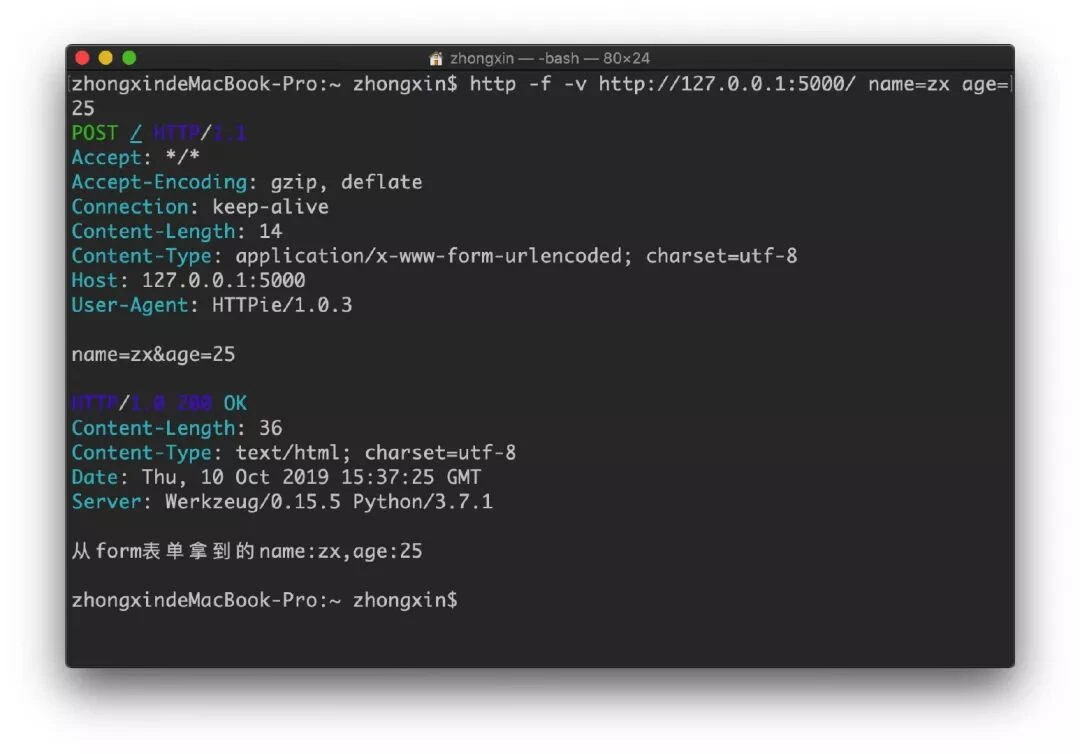 zhongxin — -bash — 80×24
zhongxindeMacBook-Pro:~ zhongxin$ http -f -v http://127.0.0.1:5000/ name=zx age=
25
POST / HTTP/1.1
Accept: */*
Accept-Encoding: gzip, deflate
Connection: keep-alive
Content-Length: 14
Content-Type: application/x-www-form-urlencoded; charset=utf-8
Host: 127.0.0.1:5000
User-Agent: HTTPie/1.0.3
name=zx&age=25
HTTP/1.0 200 OK
Content-Length: 36
Content-Type: text/html; charset=utf-8
Date: Thu, 10 Oct 2019 15:37:25 GMT
Server: Werkzeug/0.15.5 Python/3.7.1
从form表单拿到的name:zx,age:25
zhongxindeMacBook-Pro:~ zhongxin$